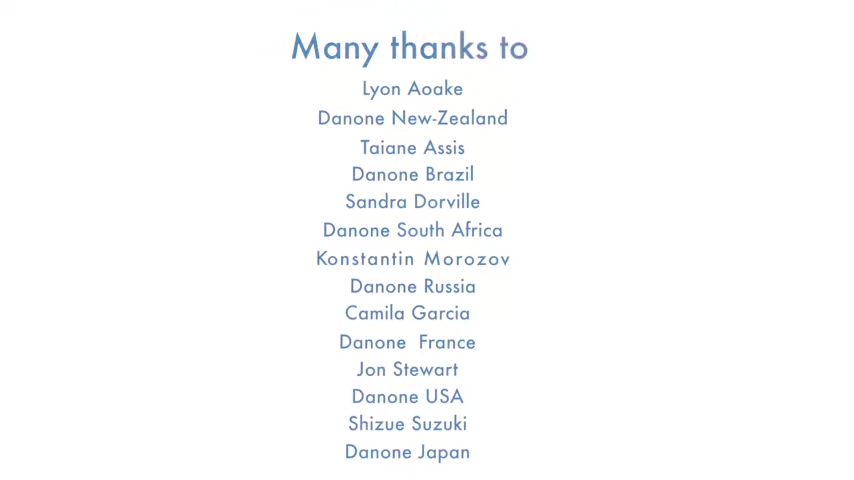 Many thanks to
Lyon Aoake
Danone New-Zealand
Taiane Assis
Danone Brazil
Sandra Dorville
Danone South Africa
Konstantin Morozov
Danone Russia
Camila Garcia
Danone France
Jon Stewart
Danone USA
Shizue Suzuki
Danone Japan